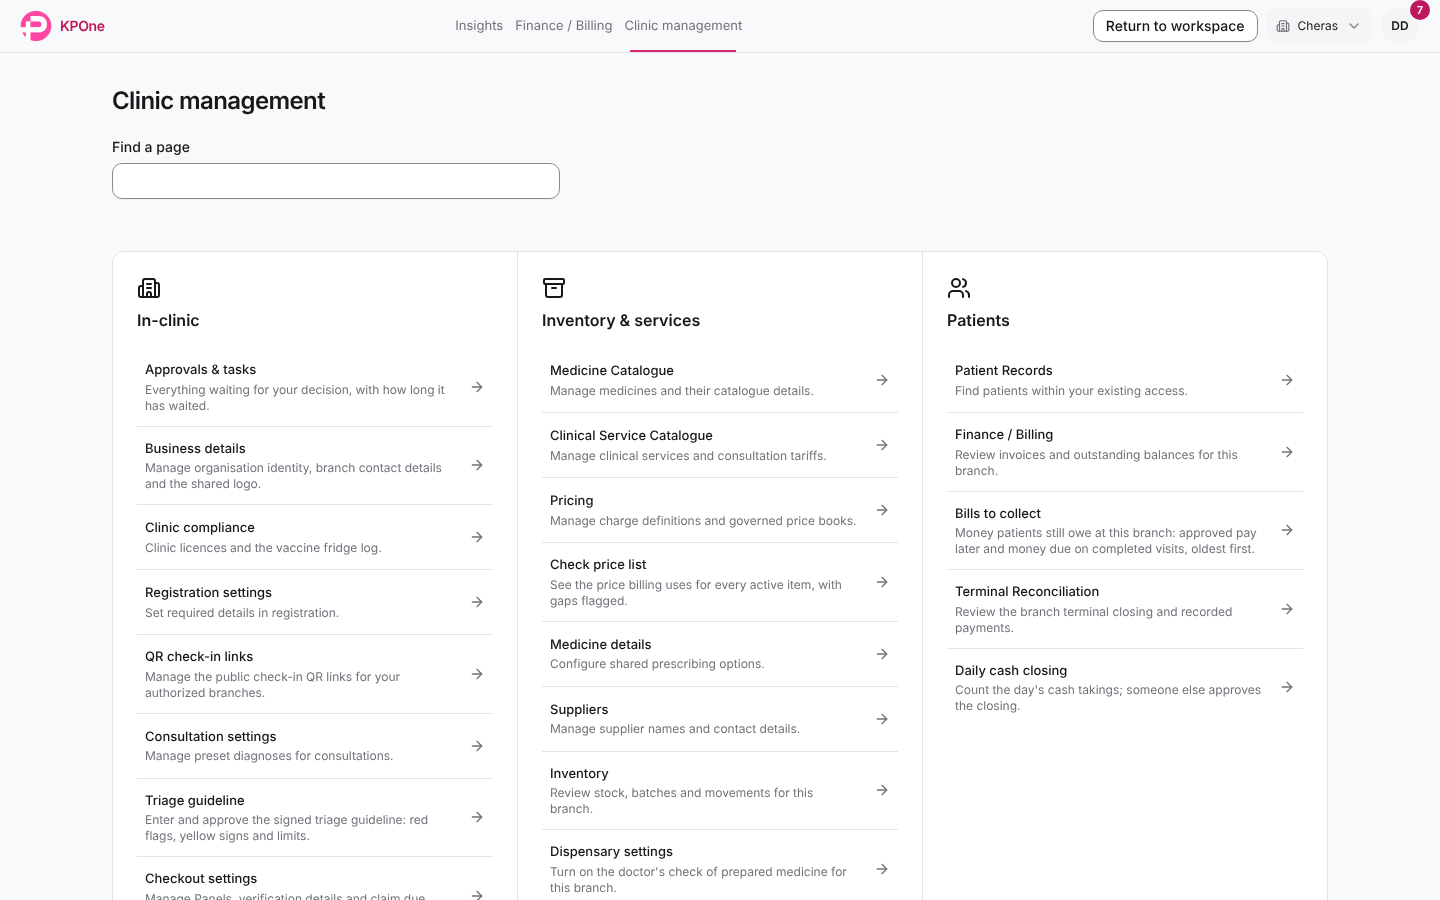 KPOne
Insights
Finance / Billing
Clinic management
Return to workspace
Cheras
DD
7
Clinic management
Find a page
In-clinic
Approvals & tasks
Everything waiting for your decision, with how long it
has waited.
Business details
Manage organisation identity, branch contact details
and the shared logo.
Clinic compliance
Clinic licences and the vaccine fridge log.
Registration settings
Set required details in registration.
QR check-in links
Manage the public check-in QR links for your
authorized branches.
Consultation settings
Manage preset diagnoses for consultations.
Triage guideline
Enter and approve the signed triage guideline: red
flags, yellow signs and limits.
Checkout settings
Manage Panels, verification details and claim due
Inventory & services
Medicine Catalogue
Manage medicines and their catalogue details.
Clinical Service Catalogue
Manage clinical services and consultation tariffs.
Pricing
Manage charge definitions and governed price books.
Check price list
See the price billing uses for every active item, with
gaps flagged.
Medicine details
Configure shared prescribing options.
Suppliers
Manage supplier names and contact details.
Inventory
Review stock, batches and movements for this
branch.
Dispensary settings
Turn on the doctor's check of prepared medicine for
this branch.
Patients
Patient Records
Find patients within your existing access.
Finance / Billing
Review invoices and outstanding balances for this
branch.
Bills to collect
Money patients still owe at this branch: approved pay
later and money due on completed visits, oldest first.
Terminal Reconciliation
Review the branch terminal closing and recorded
payments.
Daily cash closing
Count the day's cash takings; someone else approves
the closing.